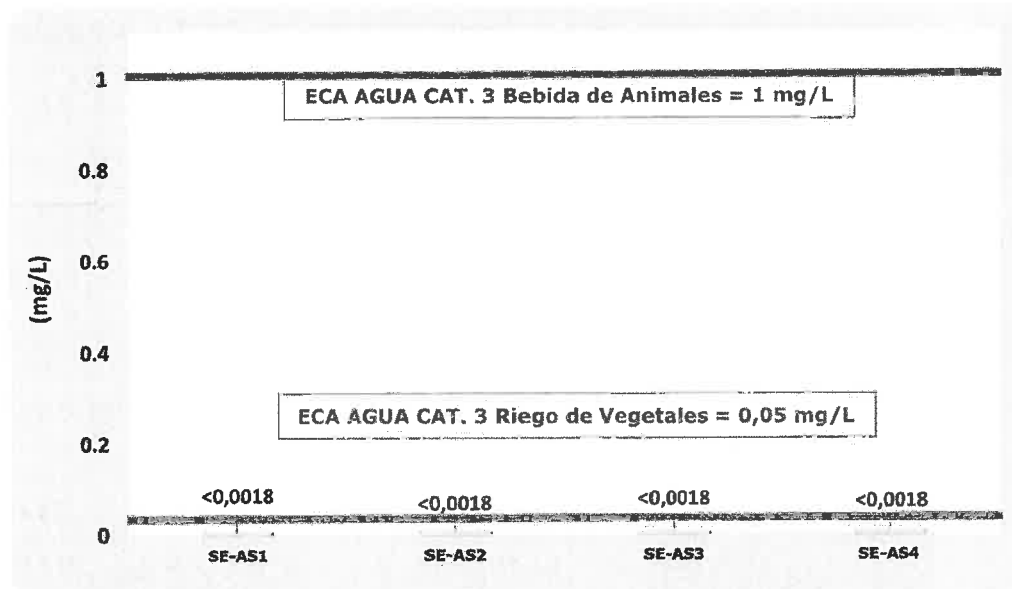 1
ECA AGUA CAT. 3 Bebida de Animales = 1 mg/L
0.8
0.6
(mg/L)
0.4
ECA AGUA CAT. 3 Riego de Vegetales = 0,05 mg/L
0.2
<0,0018 <0,0018 <0,0018 <0,0018
0
SE-AS1 SE-AS2 SE-AS3 SE-AS4